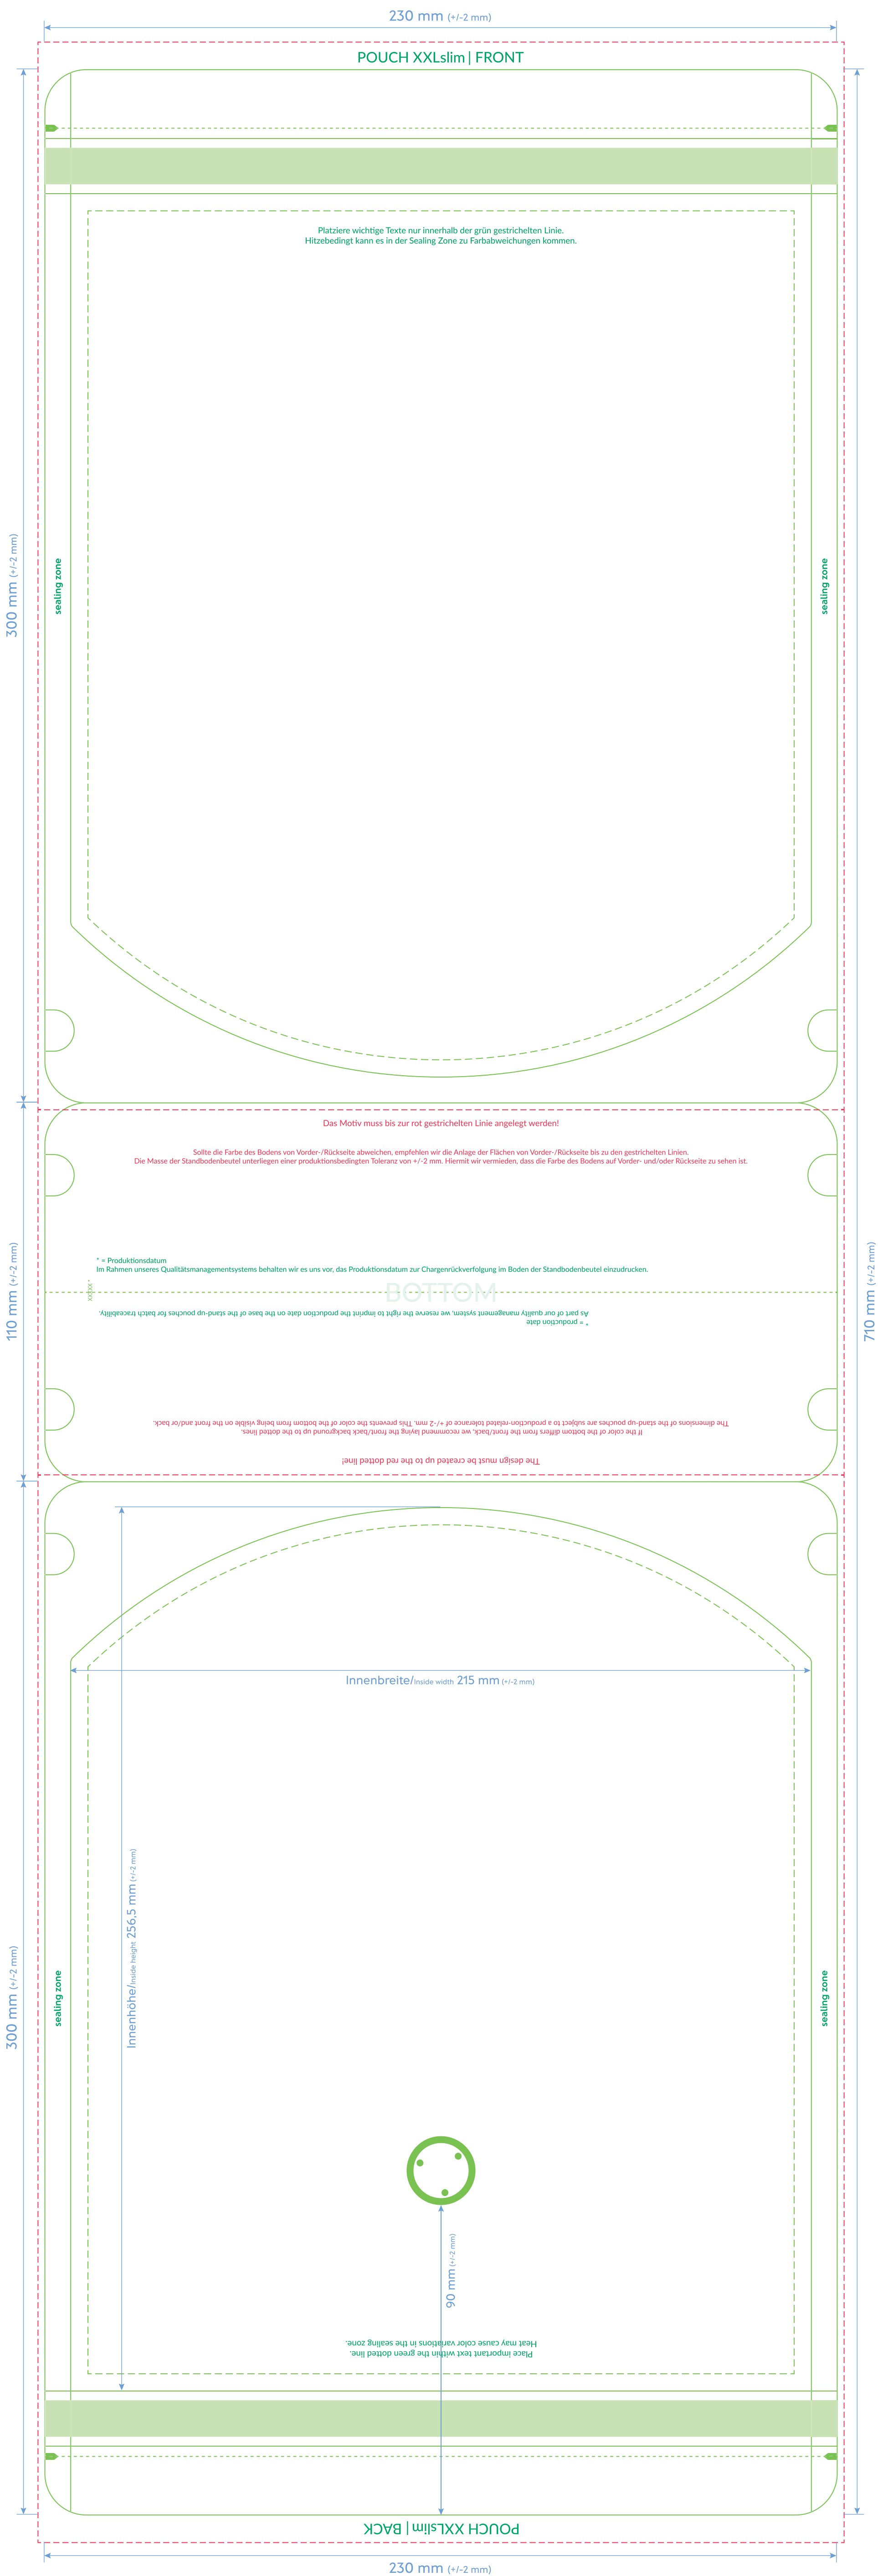 230 mm (+/-2 mm)
POUCH XXLslim | FRONT
Platziere wichtige Texte nur innerhalb der grün gestrichelten Linie.
Hitzebedingt kann es in der Sealing Zone zu Farbabweichungen kommen.
300 mm (+/-2 mm)
sealing zone
sealing zone
Das Motiv muss bis zur rot gestrichelten Linie angelegt werden!
Sollte die Farbe des Bodens von Vorder-/Rückseite abweichen, empfehlen wir die Anlage der Flächen von Vorder-/Rückseite bis zu den gestrichelten Linien.
Die Masse der Standbodenbeutel unterliegen einer produktionsbedingten Toleranz von +/-2 mm. Hiermit wir vermieden, dass die Farbe des Bodens auf Vorder- und/oder Rückseite zu sehen ist.
110 mm (+/-2 mm)
710 mm (+/-2 mm)
* = Produktionsdatum
Im Rahmen unseres Qualitätsmanagementsystems behalten wir es uns vor, das Produktionsdatum zur Chargenrückverfolgung im Boden der Standbodenbeutel einzudrucken.
XXXXX *
BOTTOM
* = production date
As part of our quality management system, we reserve the right to imprint the production date on the base of the stand-up pouches for batch traceability.
The design must be created up to the red dotted line!
If the color of the bottom differs from the front/back, we recommend laying the front/back background up to the dotted lines.
The dimensions of the stand-up pouches are subject to a production-related tolerance of +/-2 mm. This prevents the color of the bottom from being visible on the front and/or back.
Innenbreite/Inside width 215 mm (+/-2 mm)
Innenhöhe/Inside height 256,5 mm (+/-2 mm)
300 mm (+/-2 mm)
sealing zone
sealing zone
90 mm (+/-2 mm)
Place important text within the green dotted line.
Heat may cause color variations in the sealing zone.
POUCH XXLslim | BACK
230 mm (+/-2 mm)